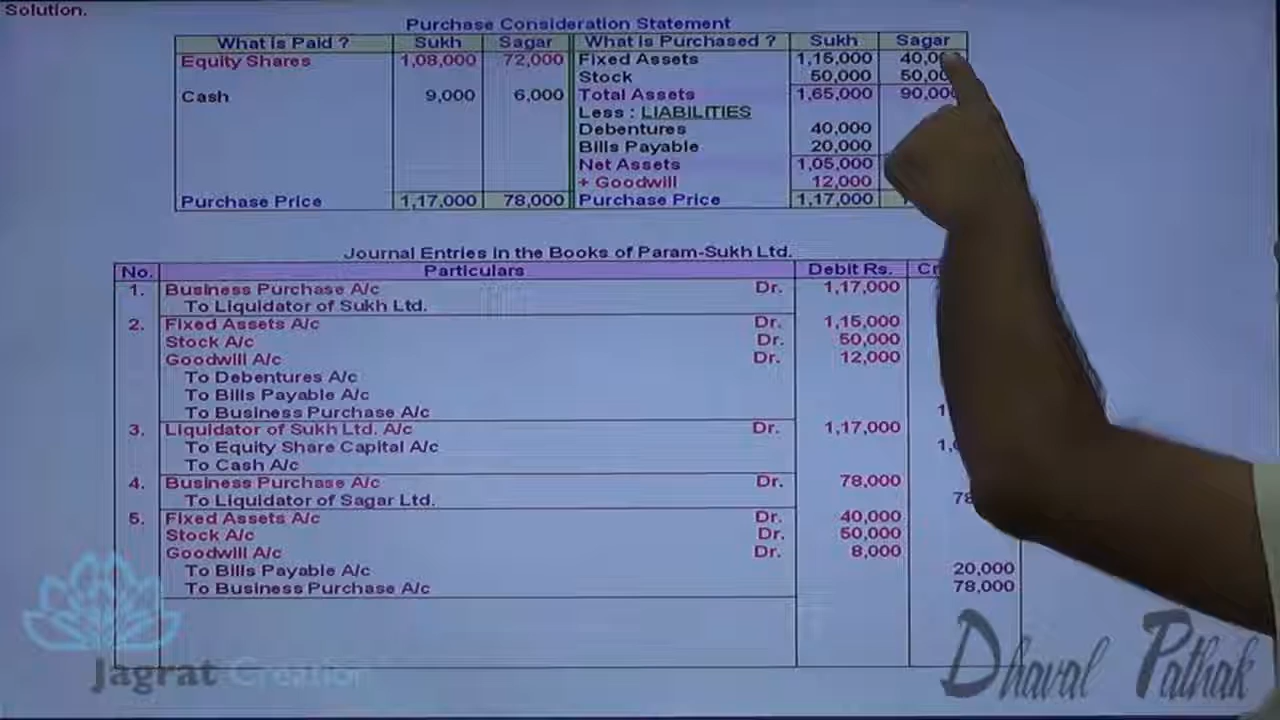 Solution.
Purchase Consideration Statement
What is Paid ? Sukh Sagar What is Purchased ? Sukh Sagar
Equity Shares 1,08,000 72,000 Fixed Assets 1,15,000
Stock 50,000
Cash 9,000 6,000 Total Assets 1,65,000
Less : LIABILITIES
Debentures 40,000
Bills Payable 20,000
Net Assets 1,05,000
+ Goodwill 12,000
Purchase Price 1,17,000 78,000 Purchase Price 1,17,000
Journal Entries in the Books of Param-Sukh Ltd.
No. Particulars Debit Rs.
1. Business Purchase A/c Dr. 1,17,000
To Liquidator of Sukh Ltd.
2. Fixed Assets A/c Dr. 1,15,000
Stock A/c Dr. 50,000
Goodwill A/c Dr. 12,000
To Debentures A/c
To Bills Payable A/c
To Business Purchase A/c
3. Liquidator of Sukh Ltd. A/c Dr. 1,17,000
To Equity Share Capital A/c
To Cash A/c
4. Business Purchase A/c Dr. 78,000
To Liquidator of Sagar Ltd.
5. Fixed Assets A/c Dr. 40,000
Stock A/c Dr. 50,000
Goodwill A/c Dr. 8,000
To Bills Payable A/c 20,000
To Business Purchase A/c 78,000
Jagrat Creation
Dhaval Pathak